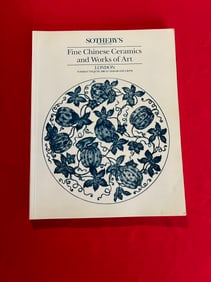 SOTHEBY'S
Fine Chinese Ceramics
and Works of Art
LONDON